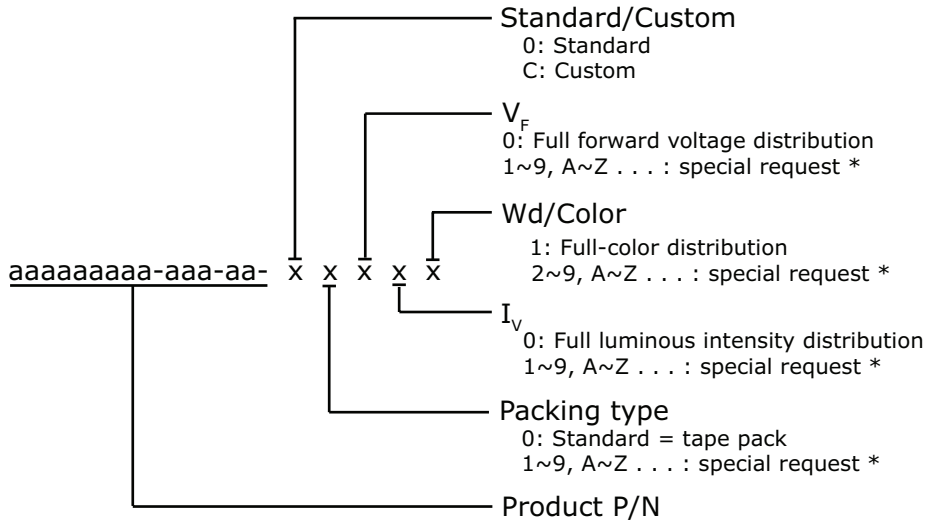 Standard/Custom
0: Standard
C: Custom
VF
0: Full forward voltage distribution
1~9, A~Z . . . : special request *
Wd/Color
1: Full-color distribution
2~9, A~Z . . . : special request *
aaaaaaaaa-aaa-aa- x x x x x
IV
0: Full luminous intensity distribution
1~9, A~Z . . . : special request *
Packing type
0: Standard = tape pack
1~9, A~Z . . . : special request *
Product P/N